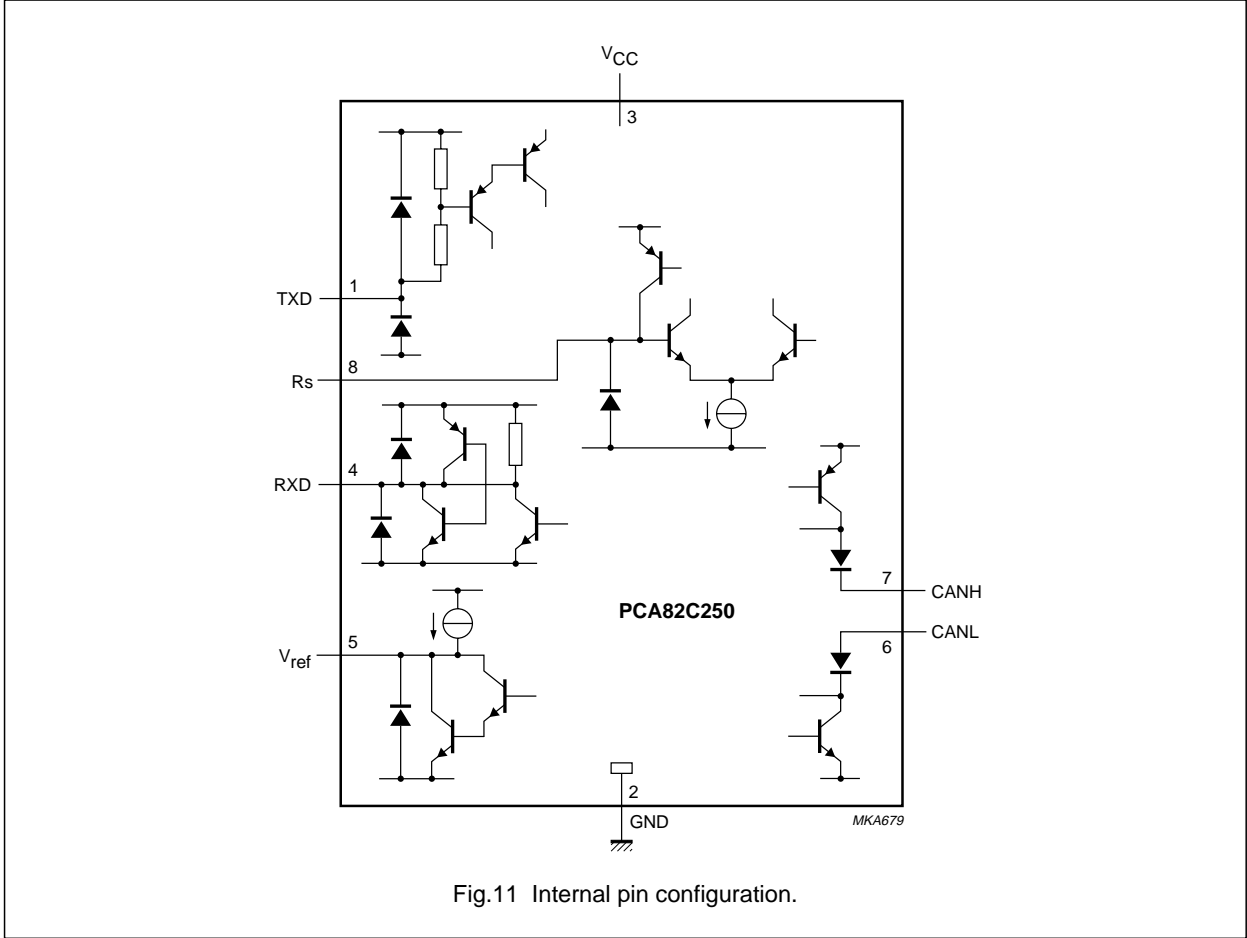 VCC
3
1
TXD
8
Rs
4
RXD
7
CANH
PCA82C250
CANL
6
5
Vref
2
GND
MKA679
Fig.11 Internal pin configuration.